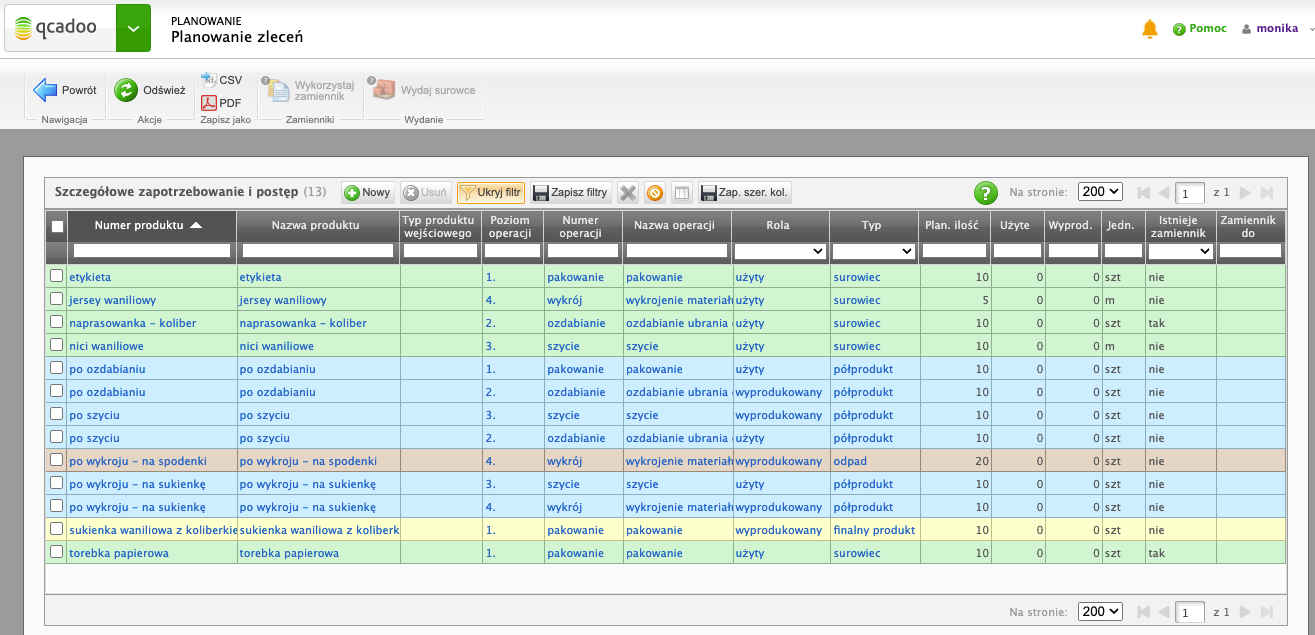 qcadoo
PLANOWANIE
Planowanie zleceń
Pomoc
monika
Powrót
Nawigacja
Odśwież
Akcje
CSV
PDF
Zapisz jako
Wykorzystaj zamiennik
Zamienniki
Wydaj surowce
Wydanie
Szczegółowe zapotrzebowanie i postęp (13) Nowy Usuń Ukryj filtr Zapisz filtry Zap. szer. kol. ? Na stronie: 200 1 z 1
Numer produktu Nazwa produktu Typ produktu wejściowego Poziom operacji Numer operacji Nazwa operacji Rola Typ Plan. ilość Użyte Wyprod. Jedn. Istnieje zamiennik Zamiennik do
etykieta etykieta 1. pakowanie pakowanie użyty surowiec 10 0 0 szt nie
jersey waniliowy jersey waniliowy 4. wykrój wykrojenie materiału użyty surowiec 5 0 0 m nie
naprasowanka – koliber naprasowanka – koliber 2. ozdabianie ozdabianie ubrania użyty surowiec 10 0 0 szt tak
nici waniliowe nici waniliowe 3. szycie szycie użyty surowiec 10 0 0 m nie
po ozdabianiu po ozdabianiu 1. pakowanie pakowanie użyty półprodukt 10 0 0 szt nie
po ozdabianiu po ozdabianiu 2. ozdabianie ozdabianie ubrania wyprodukowany półprodukt 10 0 0 szt nie
po szyciu po szyciu 3. szycie szycie wyprodukowany półprodukt 10 0 0 szt nie
po szyciu po szyciu 2. ozdabianie ozdabianie ubrania użyty półprodukt 10 0 0 szt nie
po wykroju – na spodenki po wykroju – na spodenki 4. wykrój wykrojenie materiału wyprodukowany odpad 20 0 0 szt nie
po wykroju – na sukienkę po wykroju – na sukienkę 3. szycie szycie użyty półprodukt 10 0 0 szt nie
po wykroju – na sukienkę po wykroju – na sukienkę 4. wykrój wykrojenie materiału wyprodukowany półprodukt 10 0 0 szt nie
sukienka waniliowa z koliberkie sukienka waniliowa z koliberk 1. pakowanie pakowanie wyprodukowany finalny produkt 10 0 0 szt nie
torebka papierowa torebka papierowa 1. pakowanie pakowanie użyty surowiec 10 0 0 szt tak
Na stronie: 200 1 z 1